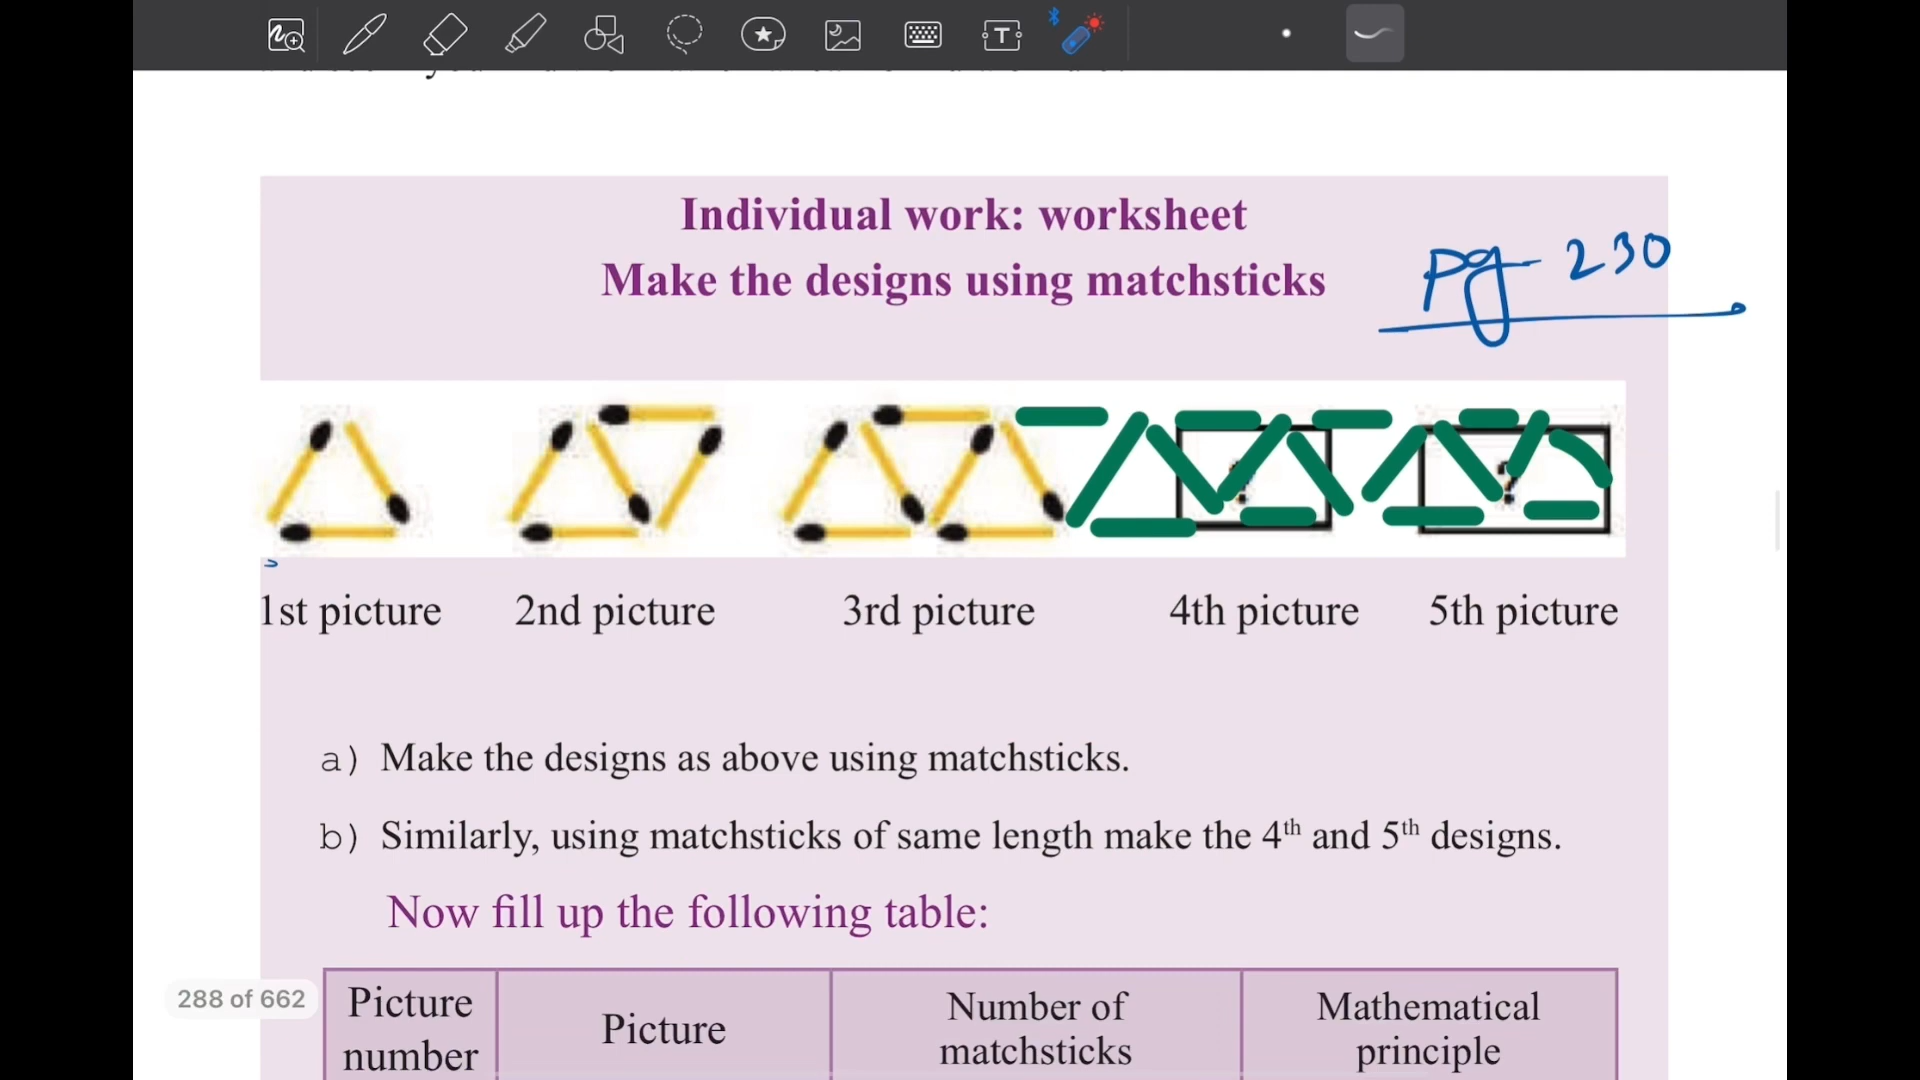 Individual work: worksheet
Make the designs using matchsticks
pg - 230
1st picture 2nd picture 3rd picture 4th picture 5th picture
a) Make the designs as above using matchsticks.
b) Similarly, using matchsticks of same length make the 4th and 5th designs.
Now fill up the following table:
288 of 662
Picture number
Picture
Number of matchsticks
Mathematical principle